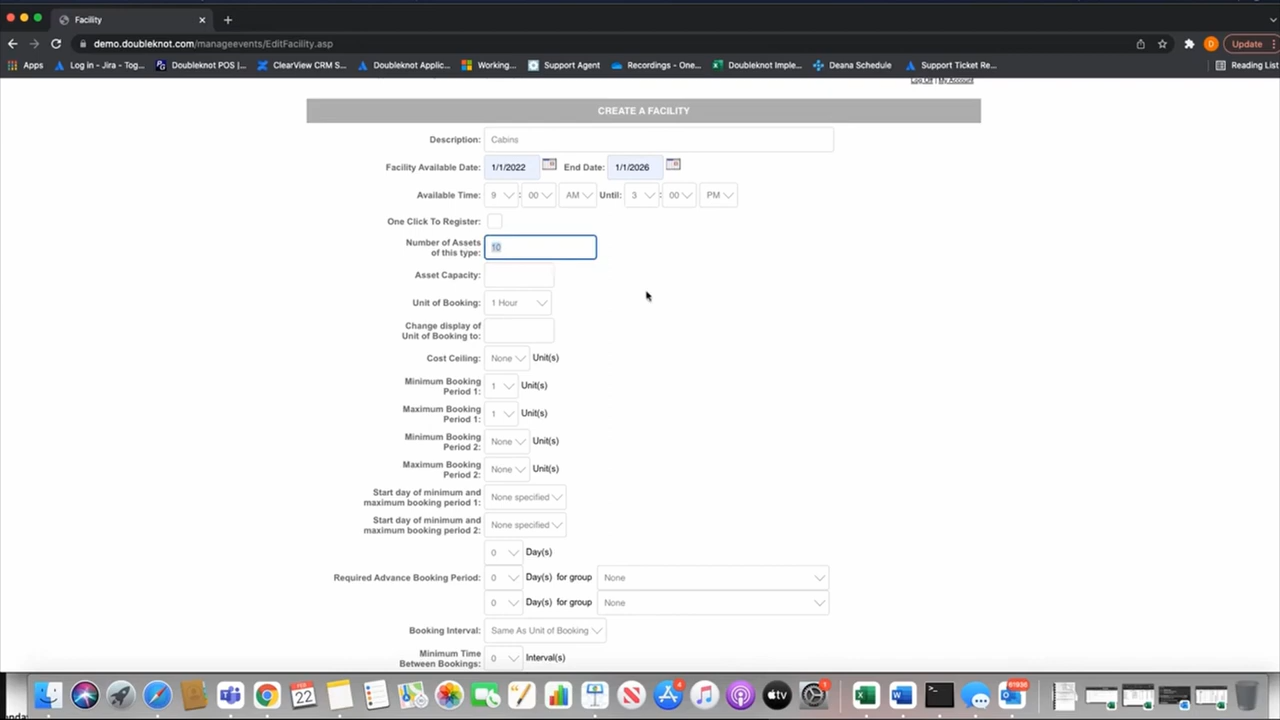 Facility
demo.doubleknot.com/manageevents/EditFacility.asp
D
Update
Apps
Log in - Jira - Tog...
Doubleknot POS |...
ClearView CRM S...
Doubleknot Applic...
Working...
Support Agent
Recordings - One...
Doubleknot Imple...
Deana Schedule
Support Ticket Re...
Reading List
Log Off | My Account
CREATE A FACILITY
Description: Cabins
Facility Available Date: 1/1/2022 End Date: 1/1/2026
Available Time: 9 : 00 AM Until: 3 : 00 PM
One Click To Register:
Number of Assets
of this type: 10
Asset Capacity:
Unit of Booking: 1 Hour
Change display of
Unit of Booking to:
Cost Ceiling: None Unit(s)
Minimum Booking
Period 1: 1 Unit(s)
Maximum Booking
Period 1: 1 Unit(s)
Minimum Booking
Period 2: None Unit(s)
Maximum Booking
Period 2: None Unit(s)
Start day of minimum and
maximum booking period 1: None specified
Start day of minimum and
maximum booking period 2: None specified
0 Day(s)
Required Advance Booking Period: 0 Day(s) for group None
0 Day(s) for group None
Booking Interval: Same As Unit of Booking
Minimum Time
Between Bookings: 0 Interval(s)
FEB
22
4
tv
1
61930